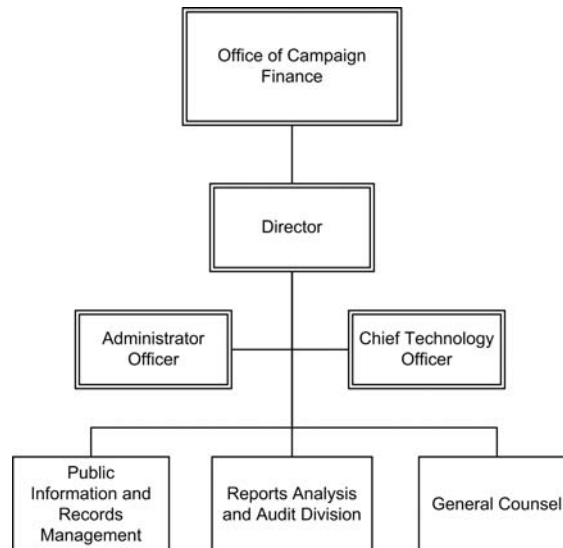 Office of Campaign
Finance
Director
Administrator
Officer
Chief Technology
Officer
Public
Information and
Records
Management
Reports Analysis
and Audit Division
General Counsel